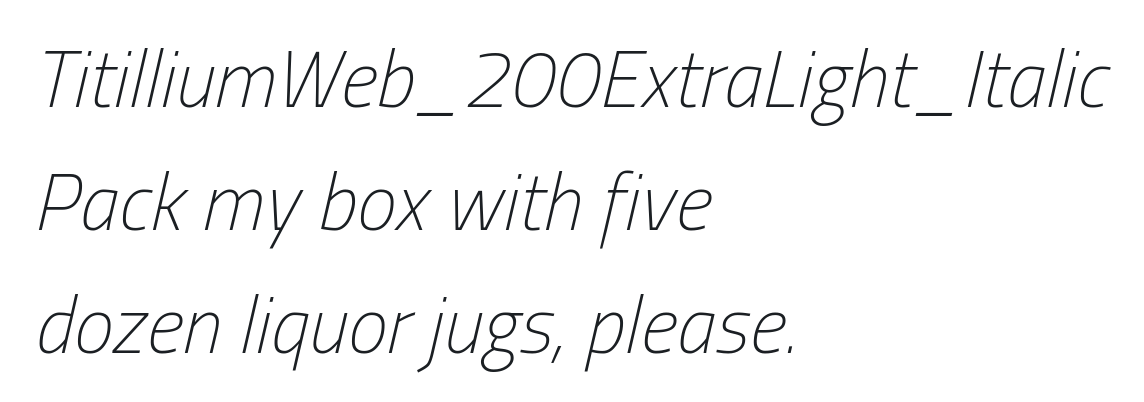 TitilliumWeb_200ExtraLight_Italic
Pack my box with five
dozen liquor jugs, please.